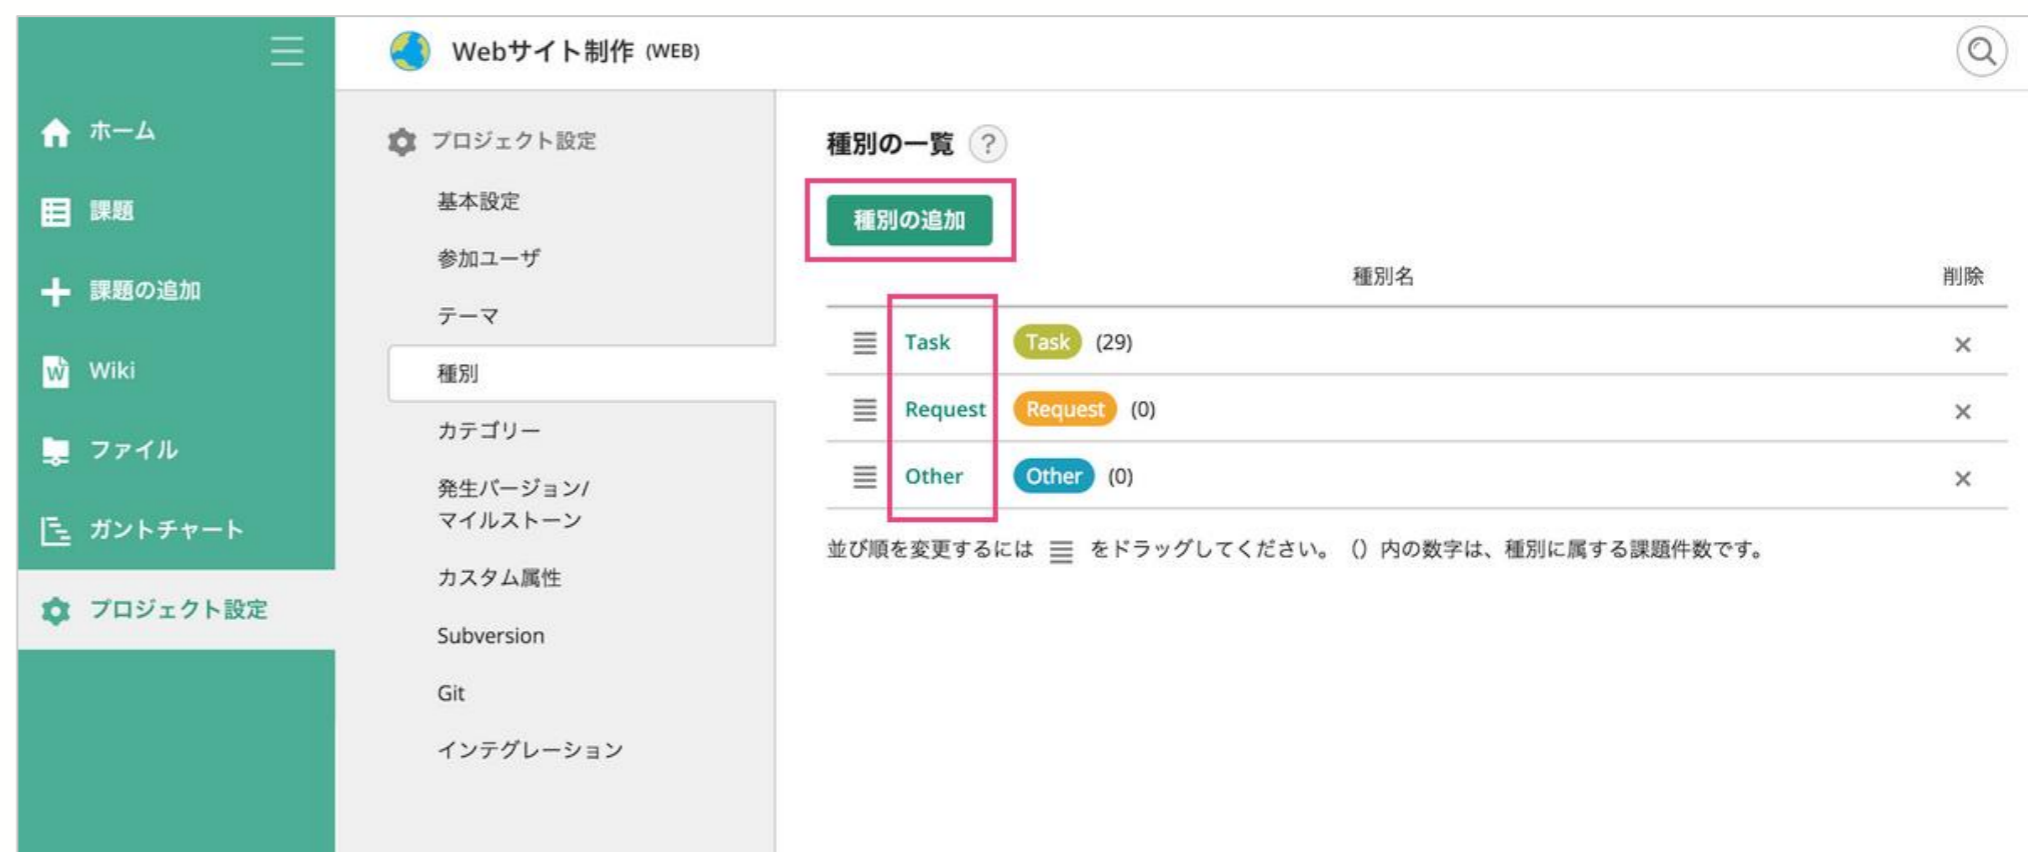 Webサイト制作 (WEB)
ホーム
課題
課題の追加
Wiki
ファイル
ガントチャート
プロジェクト設定
プロジェクト設定
基本設定
参加ユーザ
テーマ
種別
カテゴリー
発生バージョン/
マイルストーン
カスタム属性
Subversion
Git
インテグレーション
種別の一覧 ?
種別の追加
種別名 削除
Task Task (29) ×
Request Request (0) ×
Other Other (0) ×
並び順を変更するには をドラッグしてください。 () 内の数字は、種別に属する課題件数です。